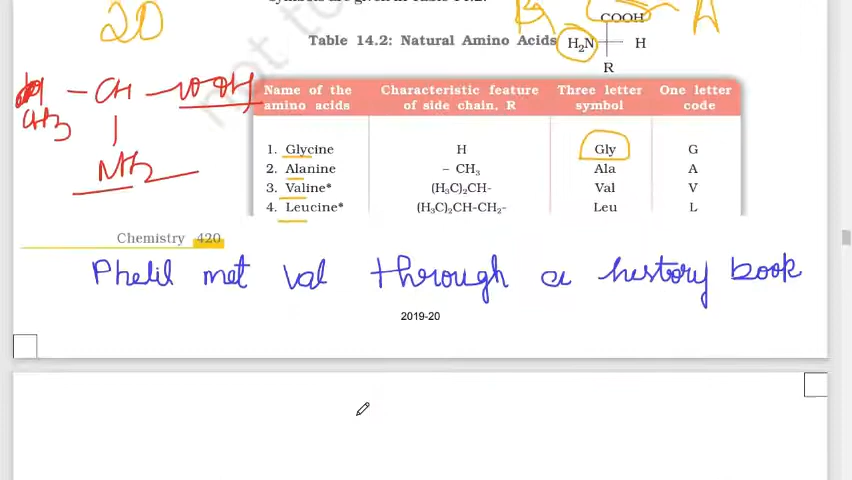 20
COOH
A
Table 14.2: Natural Amino Acids
H₂N
H
R
CH - COOH
CH₃
NH₂
Name of the amino acids Characteristic feature of side chain, R Three letter symbol One letter code
1. Glycine H Gly G
2. Alanine – CH₃ Ala A
3. Valine* (H₃C)₂CH- Val V
4. Leucine* (H₃C)₂CH-CH₂- Leu L
Chemistry 420
Phelil met val through a history book
2019-20